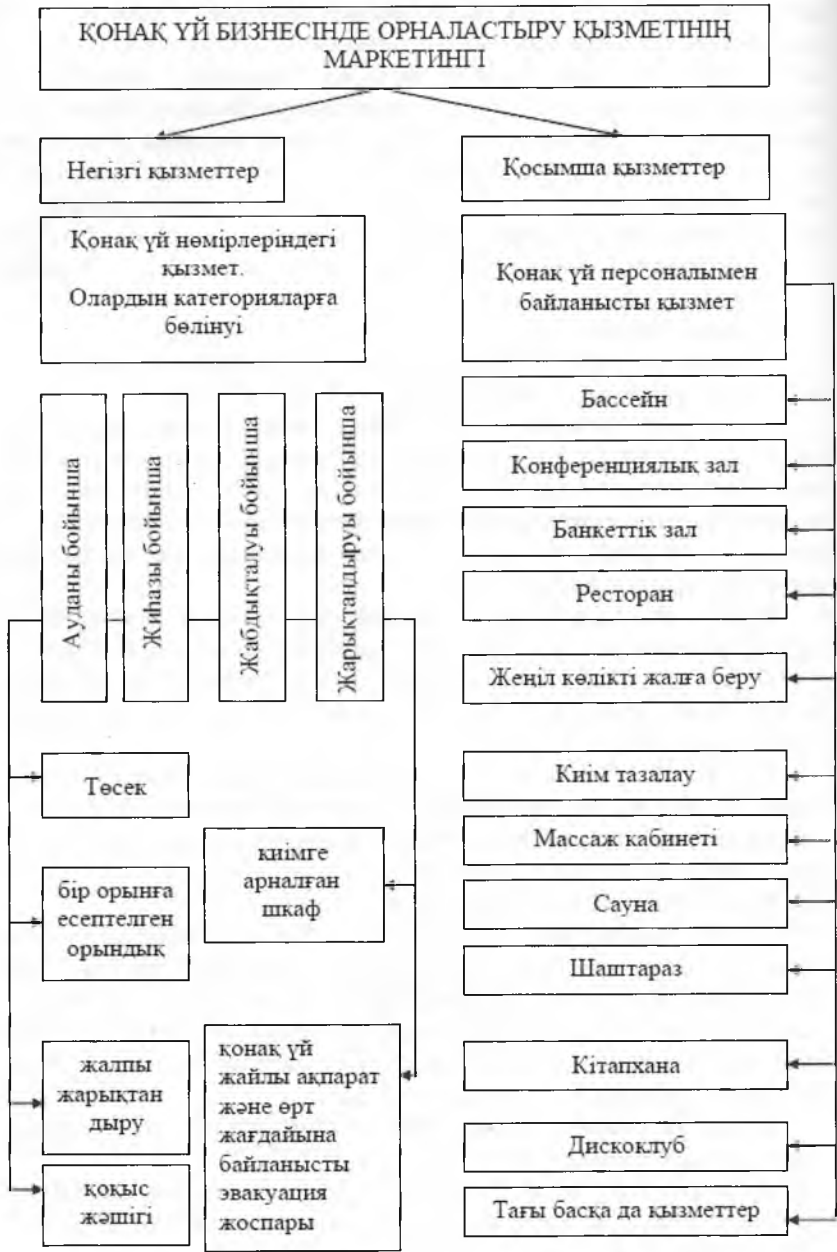 ҚОНАҚ ҮЙ БИЗНЕСІНДЕ ОРНАЛАСТЫРУ ҚЫЗМЕТІНІҢ
МАРКЕТИНГІ
Негізгі қызметтер
Қосымша қызметтер
Қонақ үй нөмірлеріндегі
қызмет.
Олардын категорияларға
бөлінуі
Қонақ үй персоналымен
байланысты қызмет
Ауданы бойынша
Жиһазы бойынша
Жабдықталуы бойынша
Жарықтандыруы бойынша
Бассейн
Конференциялық зал
Банкеттік зал
Ресторан
Жеңіл көлікті жалға беру
Киім тазалау
Массаж кабинеті
Сауна
Шаштараз
Кітапхана
Дискоклуб
Тағы басқа да қызметтер
Төсек
бір орынға
есептелген
орындық
жалпы
жарықтан
дыру
қоқыс
жәшігі
киімге
арналған
шкаф
қонақ үй
жайлы ақпарат
және өрт
жағдайына
байланысты
эвакуация
жоспары